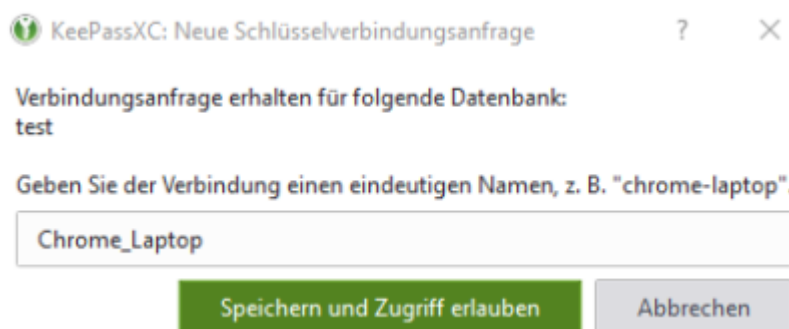 KeePassXC: Neue Schlüsselverbindungsanfrage ? ×
Verbindungsanfrage erhalten für folgende Datenbank:
test
Geben Sie der Verbindung einen eindeutigen Namen, z. B. "chrome-laptop".
Chrome_Laptop
Speichern und Zugriff erlauben Abbrechen